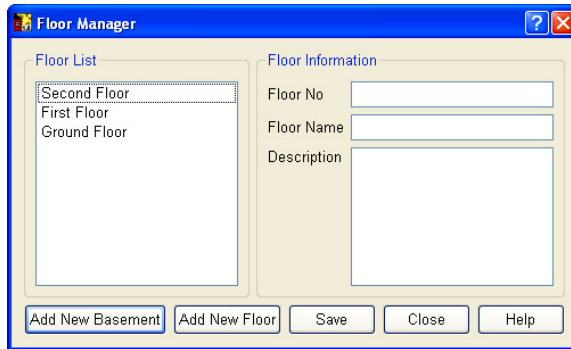 Floor Manager
Floor List
Second Floor
First Floor
Ground Floor
Floor Information
Floor No
Floor Name
Description
Add New Basement
Add New Floor
Save
Close
Help